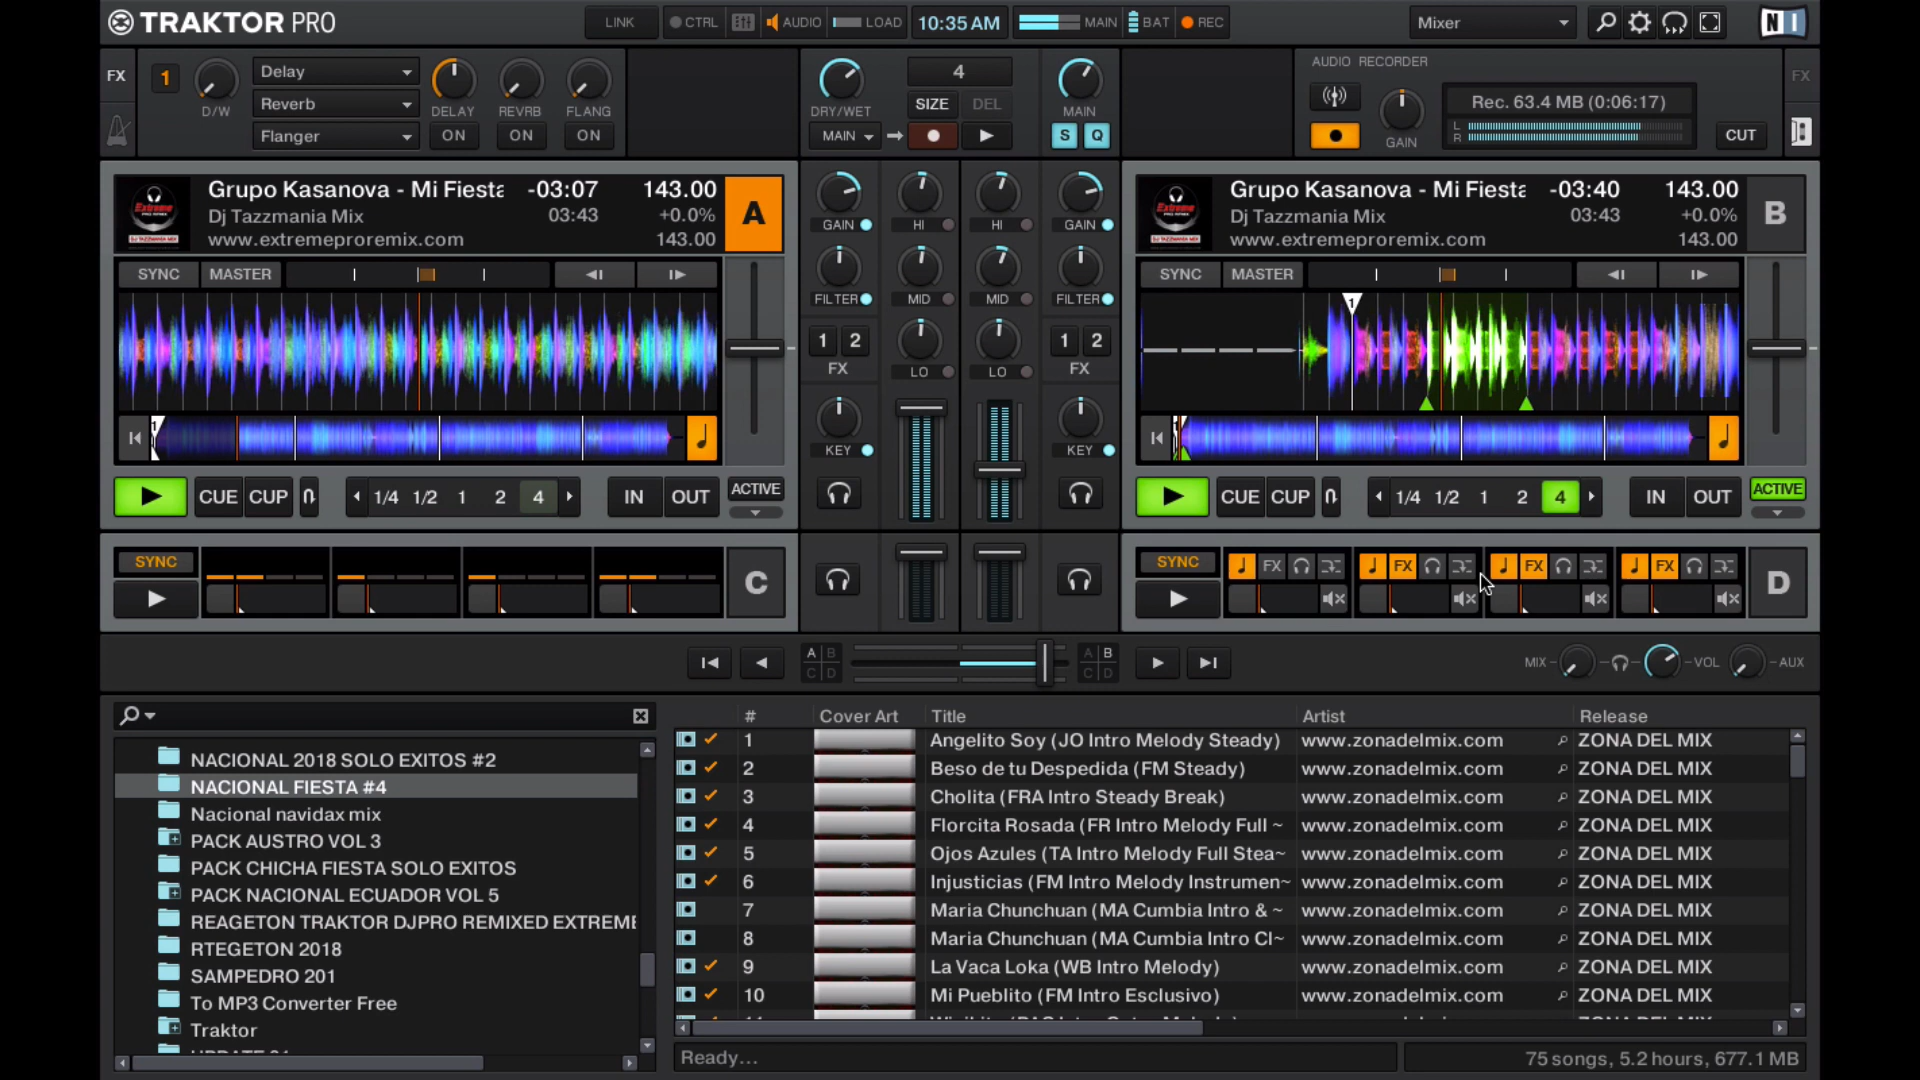 TRAKTOR PRO
LINK CTRL AUDIO LOAD 10:35 AM MAIN BAT REC Mixer NI
FX 1 D/W Delay Reverb Flanger
DELAY REVRB FLANG
ON ON ON
4
SIZE DEL
DRY/WET MAIN
MAIN S Q
AUDIO RECORDER
GAIN
Rec. 63.4 MB (0:06:17)
L
R
CUT
FX
Grupo Kasanova - Mi Fiesta -03:07 143.00
Dj Tazzmania Mix 03:43 +0.0%
www.extremeproremix.com 143.00
A
SYNC MASTER
1
1
CUE CUP 1/4 1/2 1 2 4 IN OUT ACTIVE
GAIN HI HI GAIN
FILTER MID MID FILTER
1 2 1 2
FX LO LO FX
KEY KEY
Grupo Kasanova - Mi Fiesta -03:40 143.00
Dj Tazzmania Mix 03:43 +0.0%
www.extremeproremix.com 143.00
B
SYNC MASTER
1
CUE CUP 1/4 1/2 1 2 4 IN OUT ACTIVE
SYNC C
SYNC FX FX FX FX D
A B C D
A B C D
MIX VOL AUX
NACIONAL 2018 SOLO EXITOS #2
NACIONAL FIESTA #4
Nacional navidax mix
PACK AUSTRO VOL 3
PACK CHICHA FIESTA SOLO EXITOS
PACK NACIONAL ECUADOR VOL 5
REAGETON TRAKTOR DJPRO REMIXED EXTREME
RTEGETON 2018
SAMPEDRO 201
To MP3 Converter Free
Traktor
# Cover Art Title Artist Release
1 Angelito Soy (JO Intro Melody Steady) www.zonadelmix.com ZONA DEL MIX
2 Beso de tu Despedida (FM Steady) www.zonadelmix.com ZONA DEL MIX
3 Cholita (FRA Intro Steady Break) www.zonadelmix.com ZONA DEL MIX
4 Florcita Rosada (FR Intro Melody Full ~ www.zonadelmix.com ZONA DEL MIX
5 Ojos Azules (TA Intro Melody Full Stea~ www.zonadelmix.com ZONA DEL MIX
6 Injusticias (FM Intro Melody Instrumen~ www.zonadelmix.com ZONA DEL MIX
7 Maria Chunchuan (MA Cumbia Intro & ~ www.zonadelmix.com ZONA DEL MIX
8 Maria Chunchuan (MA Cumbia Intro Cl~ www.zonadelmix.com ZONA DEL MIX
9 La Vaca Loka (WB Intro Melody) www.zonadelmix.com ZONA DEL MIX
10 Mi Pueblito (FM Intro Esclusivo) www.zonadelmix.com ZONA DEL MIX
Ready...
75 songs, 5.2 hours, 677.1 MB